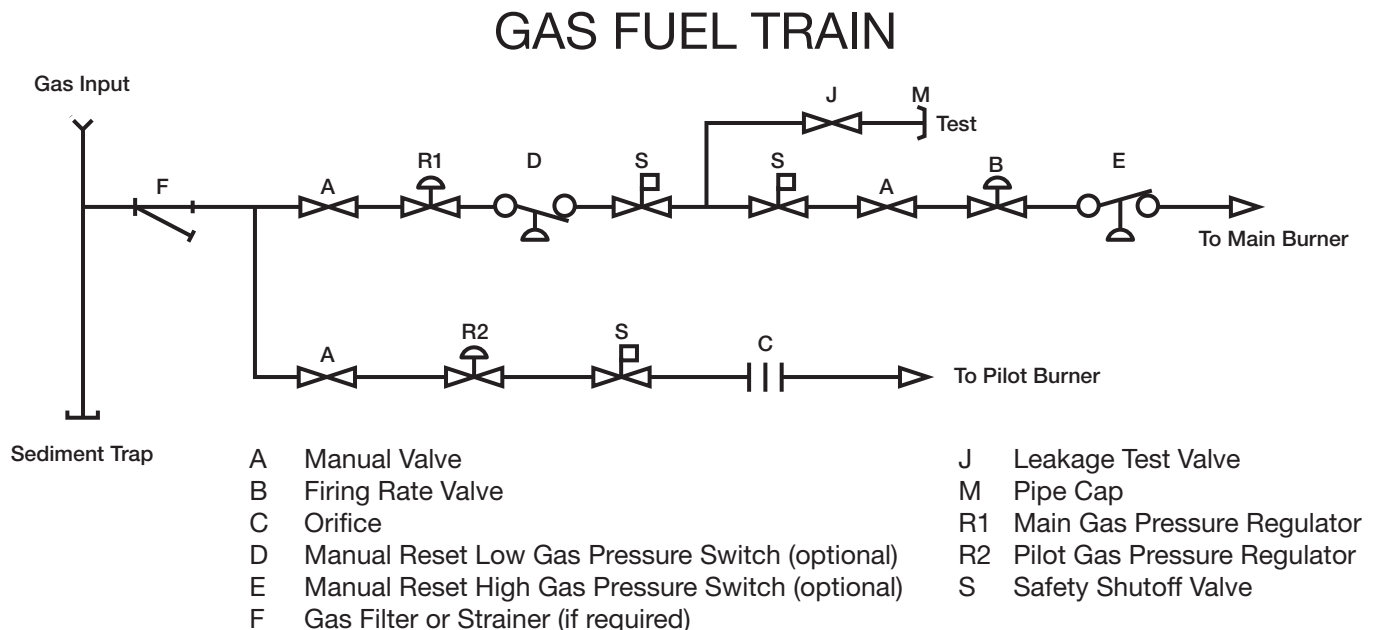 GAS FUEL TRAIN
Gas Input
J
M
Test
F
A
R1
D
S
S
A
B
E
To Main Burner
A
R2
S
C
To Pilot Burner
Sediment Trap
A Manual Valve
B Firing Rate Valve
C Orifice
D Manual Reset Low Gas Pressure Switch (optional)
E Manual Reset High Gas Pressure Switch (optional)
F Gas Filter or Strainer (if required)
J Leakage Test Valve
M Pipe Cap
R1 Main Gas Pressure Regulator
R2 Pilot Gas Pressure Regulator
S Safety Shutoff Valve